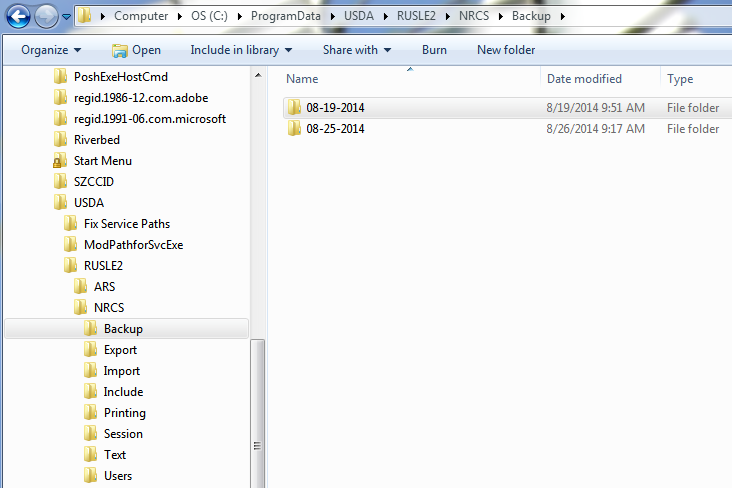 Computer OS (C:) ProgramData USDA RUSLE2 NRCS Backup
Organize Open Include in library Share with Burn New folder
PoshExeHostCmd
regid.1986-12.com.adobe
regid.1991-06.com.microsoft
Riverbed
Start Menu
SZCCID
USDA
Fix Service Paths
ModPathforSvcExe
RUSLE2
ARS
NRCS
Backup
Export
Import
Include
Printing
Session
Text
Users
Name Date modified Type
08-19-2014 8/19/2014 9:51 AM File folder
08-25-2014 8/26/2014 9:17 AM File folder